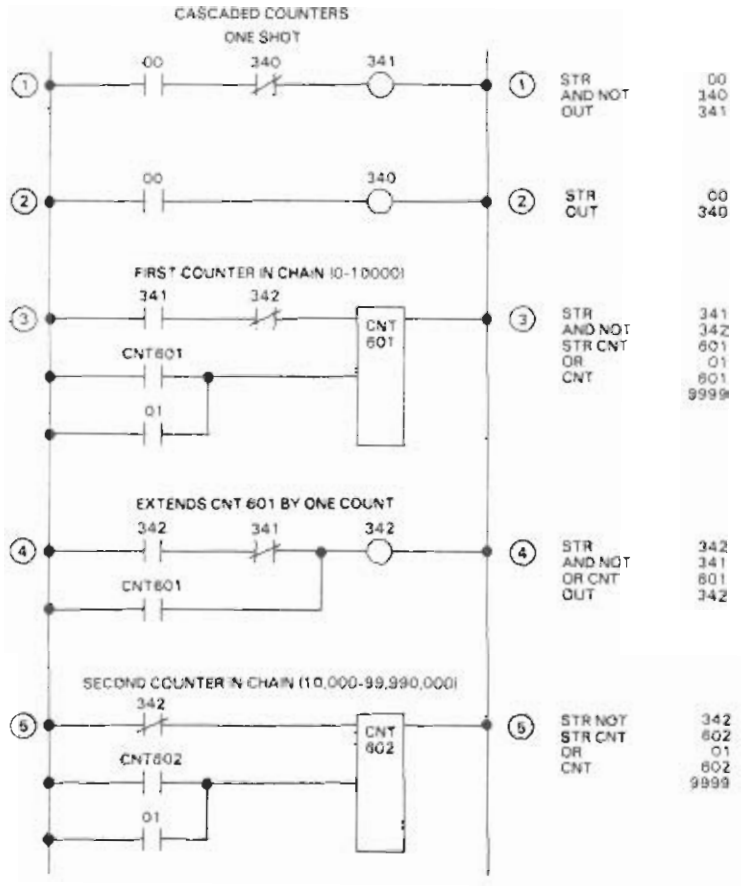 CASCADED COUNTERS
ONE SHOT
00 340 341
1
1 STR 00
AND NOT 340
OUT 341
00 340
2
2 STR 00
OUT 340
FIRST COUNTER IN CHAIN (0-10000)
341 342
3
CNT
601
CNT601
01
3 STR 341
AND NOT 342
STR CNT 601
OR 01
CNT 601
9999
EXTENDS CNT 601 BY ONE COUNT
342 341 342
4
CNT601
4 STR 342
AND NOT 341
OR CNT 601
OUT 342
SECOND COUNTER IN CHAIN (10,000-99,990,000)
342
5
CNT
602
CNT602
01
5 STR NOT 342
STR CNT 602
OR 01
CNT 602
9999